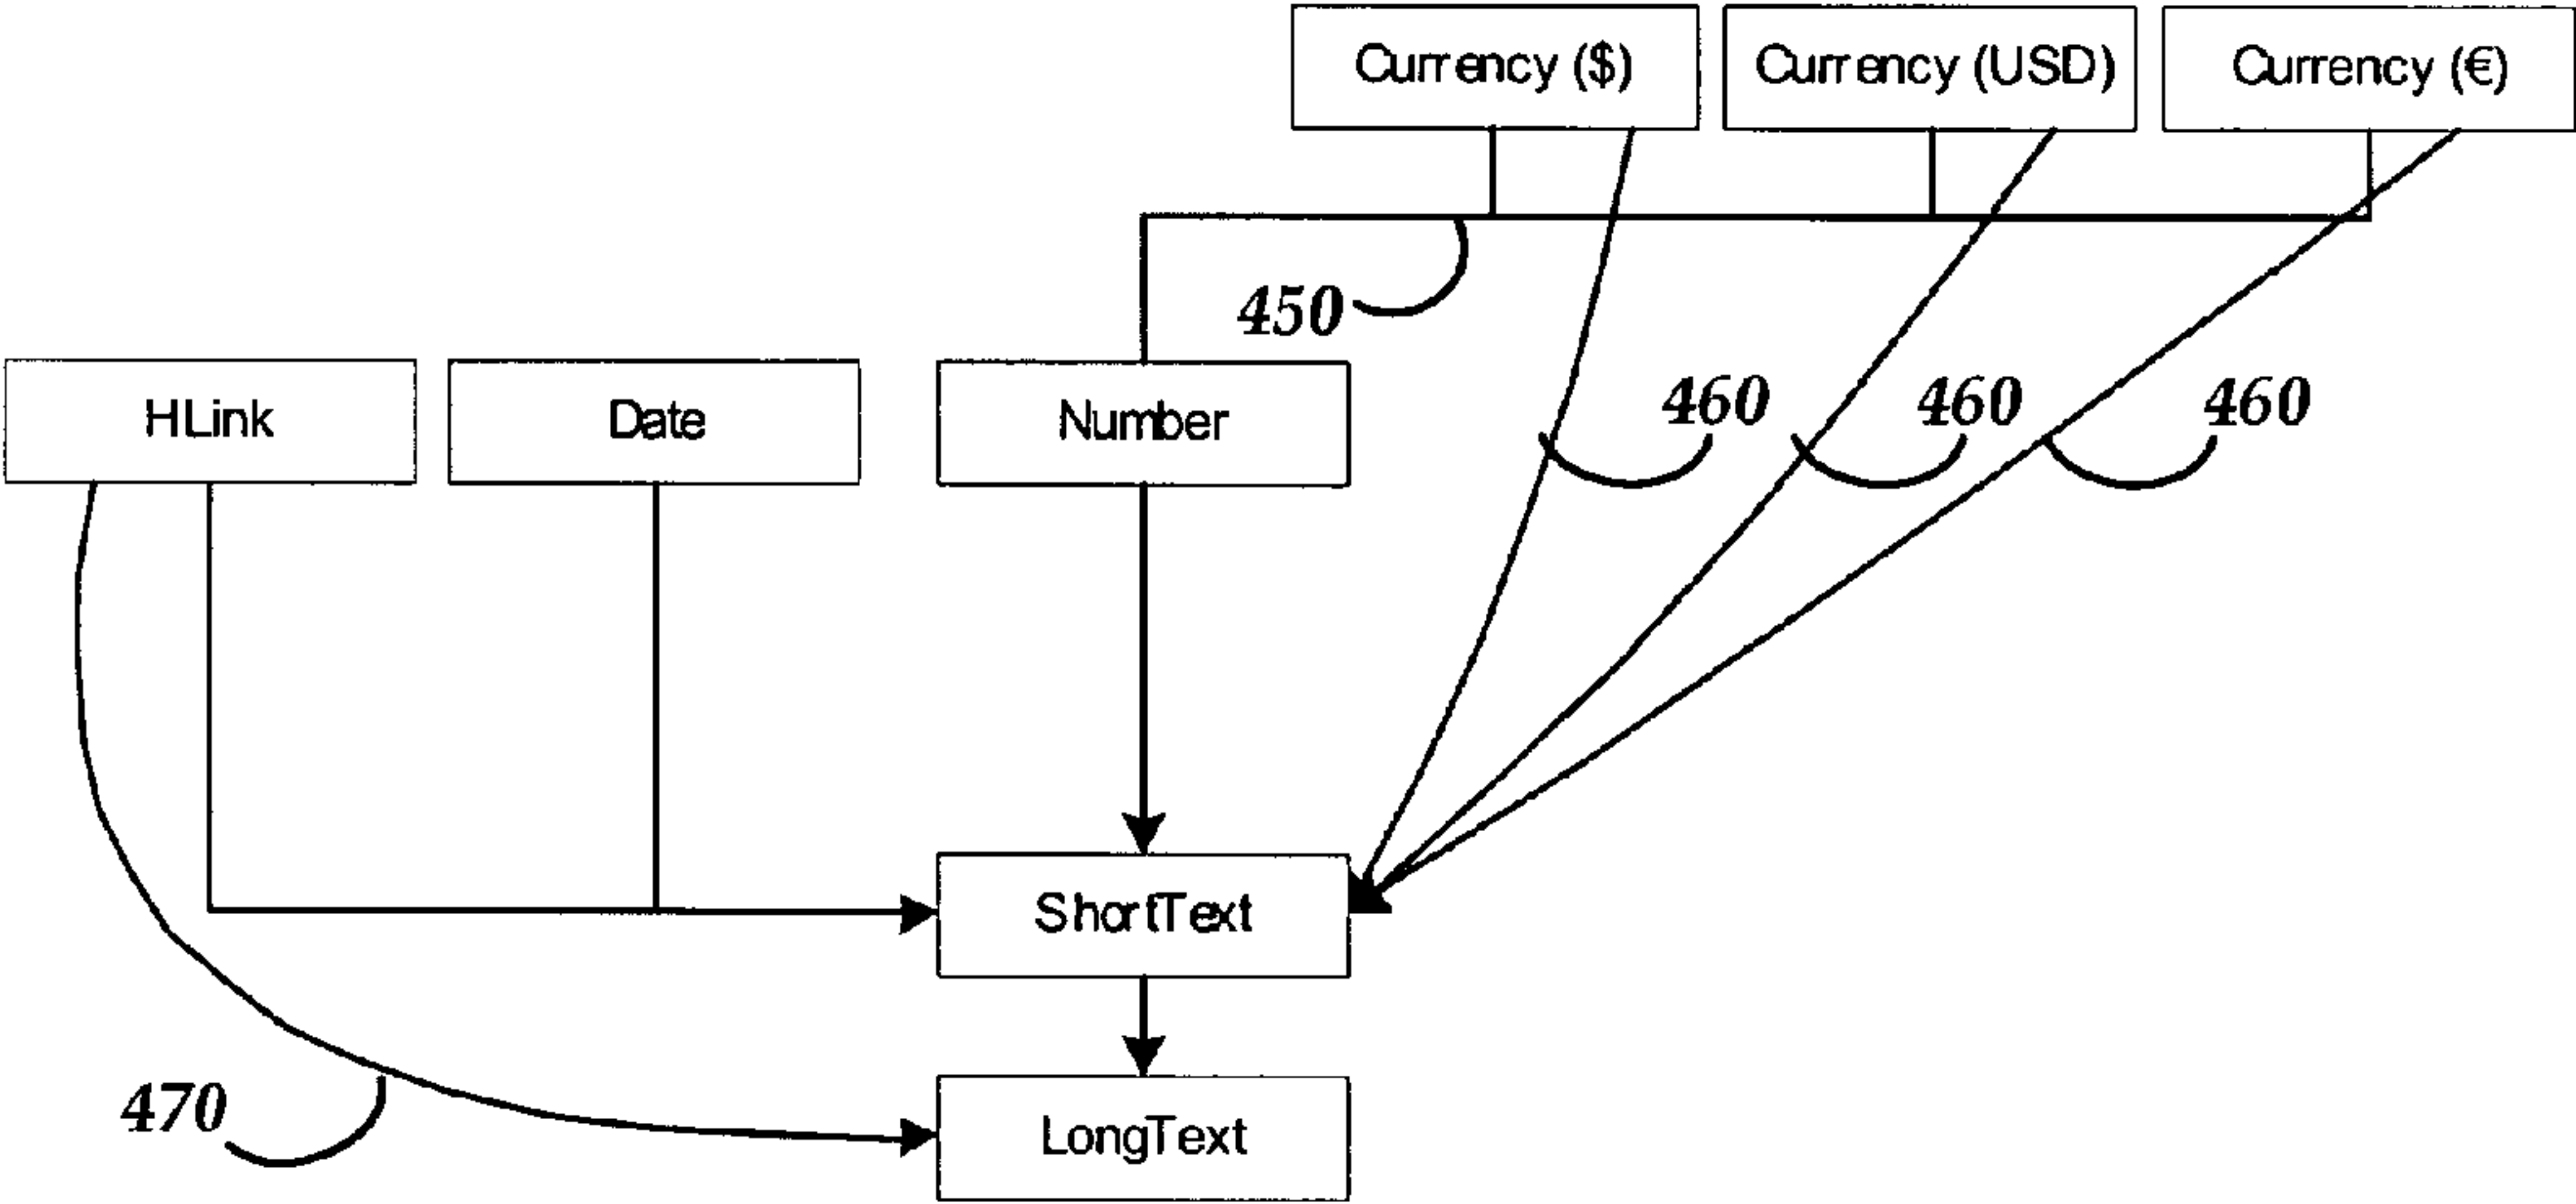 Currency ($) Currency (USD) Currency (€)
450
HLink Date Number 460 460 460
ShortText
LongText
470